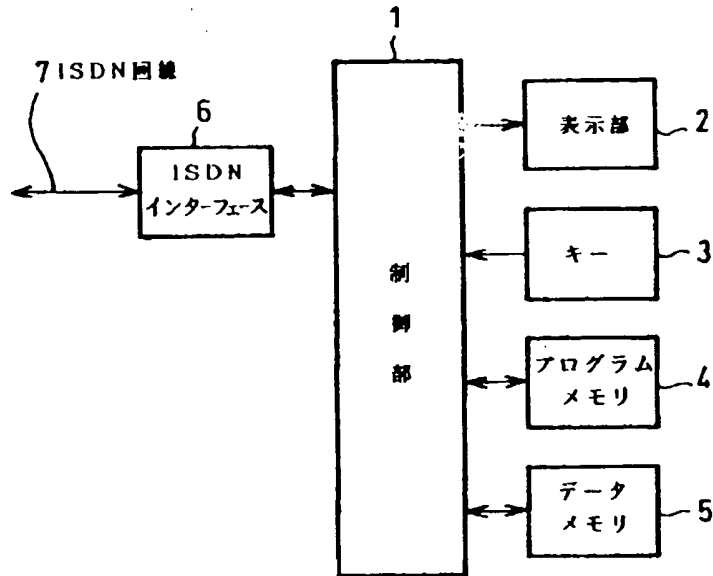 1
7 ISDN回線
6
ISDN
インターフェース
制御部
表示部
2
キー
3
プログラム
メモリ
4
データ
メモリ
5